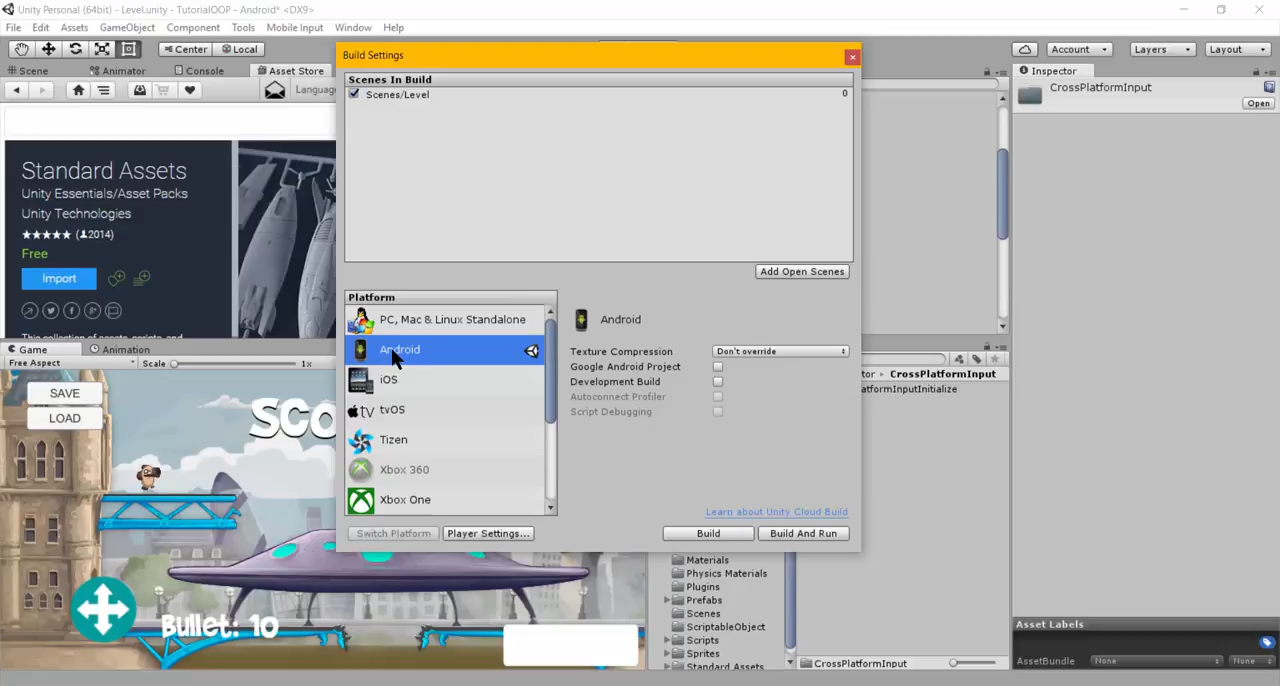 Unity Personal (64bit) - Level.unity - TutorialOOP - Android* <DX9>
File Edit Assets GameObject Component Tools Mobile Input Window Help
Center Local Account Layers Layout
Scene Animator Console Asset Store
Language
Standard Assets
Unity Essentials/Asset Packs
Unity Technologies
(2014)
Free
Import
Build Settings
Scenes In Build
Scenes/Level 0
Add Open Scenes
Platform
PC, Mac & Linux Standalone
Android
iOS
tvOS
Tizen
Xbox 360
Xbox One
Android
Texture Compression Don't override
Google Android Project
Development Build
Autoconnect Profiler
Script Debugging
Learn about Unity Cloud Build
Switch Platform Player Settings... Build Build And Run
Inspector
CrossPlatformInput
Open
Game Animation
Free Aspect Scale 1x
SAVE
LOAD
SCO
Bullet: 10
CrossPlatformInput
atformInputInitialize
Materials
Physics Materials
Plugins
Prefabs
Scenes
ScriptableObject
Scripts
Sprites
Standard Assets
CrossPlatformInput
Asset Labels
AssetBundle None None